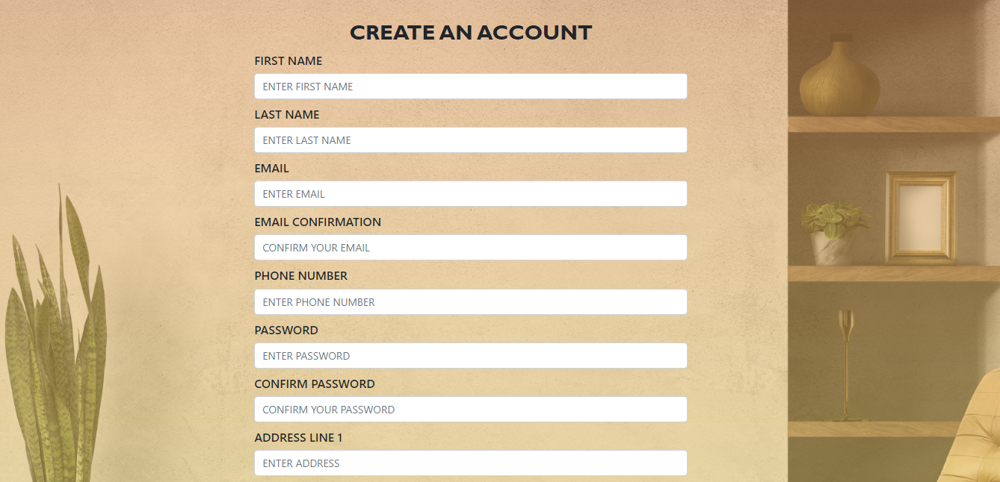 CREATE AN ACCOUNT
FIRST NAME
ENTER FIRST NAME
LAST NAME
ENTER LAST NAME
EMAIL
ENTER EMAIL
EMAIL CONFIRMATION
CONFIRM YOUR EMAIL
PHONE NUMBER
ENTER PHONE NUMBER
PASSWORD
ENTER PASSWORD
CONFIRM PASSWORD
CONFIRM YOUR PASSWORD
ADDRESS LINE 1
ENTER ADDRESS